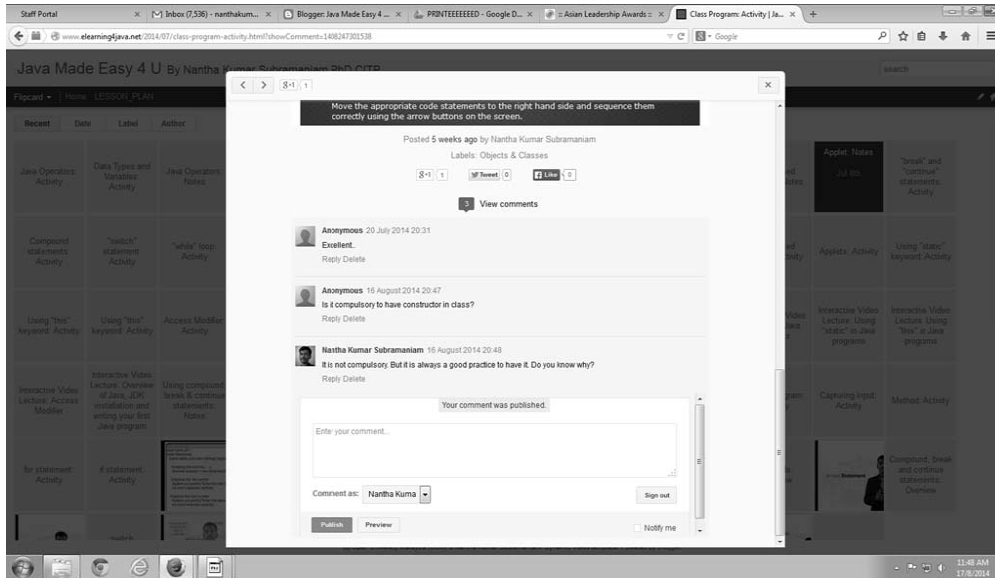 Staff Portal
Inbox (7,536) - nanthakum...
Blogger: Java Made Easy 4 ...
PRINTEEEEEED - Google D...
:: Asian Leadership Awards ::
Class Program: Activity | Ja...
www.elearning4java.net/2014/07/class-program-activity.html?showComment=1408247301538
Google
Java Made Easy 4 U By Nantha Kumar Subramaniam PhD CITP
search
Flipcard Home LESSON_PLAN
Recent Date Label Author
Move the appropriate code statements to the right hand side and sequence them
correctly using the arrow buttons on the screen.
Posted 5 weeks ago by Nantha Kumar Subramaniam
Labels: Objects & Classes
g+1 1 Tweet 0 Like 0
3 View comments
Anonymous 20 July 2014 20:31
Excellent..
Reply Delete
Anonymous 16 August 2014 20:47
Is it compulsory to have constructor in class?
Reply Delete
Nantha Kumar Subramaniam 16 August 2014 20:48
It is not compulsory. But it is always a good practice to have it. Do you know why?
Reply Delete
Your comment was published.
Enter your comment...
Comment as: Nantha Kuma
Sign out
Publish Preview
Notify me
Java Operators:
Activity
Data Types and
Variables:
Activity
Java Operators:
Notes
Applet: Notes
"break" and
"continue"
statements:
Activity
Compound
statements:
Activity
"switch"
statement:
Activity
"while" loop:
Activity
Applets: Activity
Using "static"
keyword: Activity
Using "this"
keyword: Activity
Using "this"
keyword: Activity
Access Modifier:
Activity
Interactive Video
Lecture: Using
"static" in Java
programs
Interactive Video
Lecture: Using
"this" in Java
programs
Interactive Video
Lecture: Access
Modifier
Interactive Video
Lecture: Overview
of Java, JDK
installation and
writing your first
Java program
Using compound
break & continue
statements:
Notes
Capturing Input:
Activity
Method: Activity
for statement:
Activity
if statement:
Activity
Compound, break
and continue
statements:
Overview
11:48 AM
17/8/2014